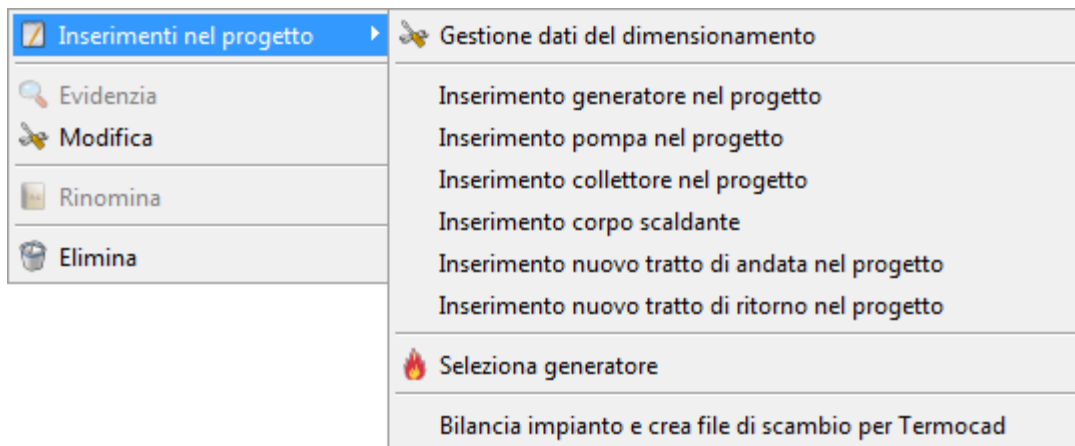 Inserimenti nel progetto
Evidenzia
Modifica
Rinomina
Elimina
Gestione dati del dimensionamento
Inserimento generatore nel progetto
Inserimento pompa nel progetto
Inserimento collettore nel progetto
Inserimento corpo scaldante
Inserimento nuovo tratto di andata nel progetto
Inserimento nuovo tratto di ritorno nel progetto
Seleziona generatore
Bilancia impianto e crea file di scambio per Termocad